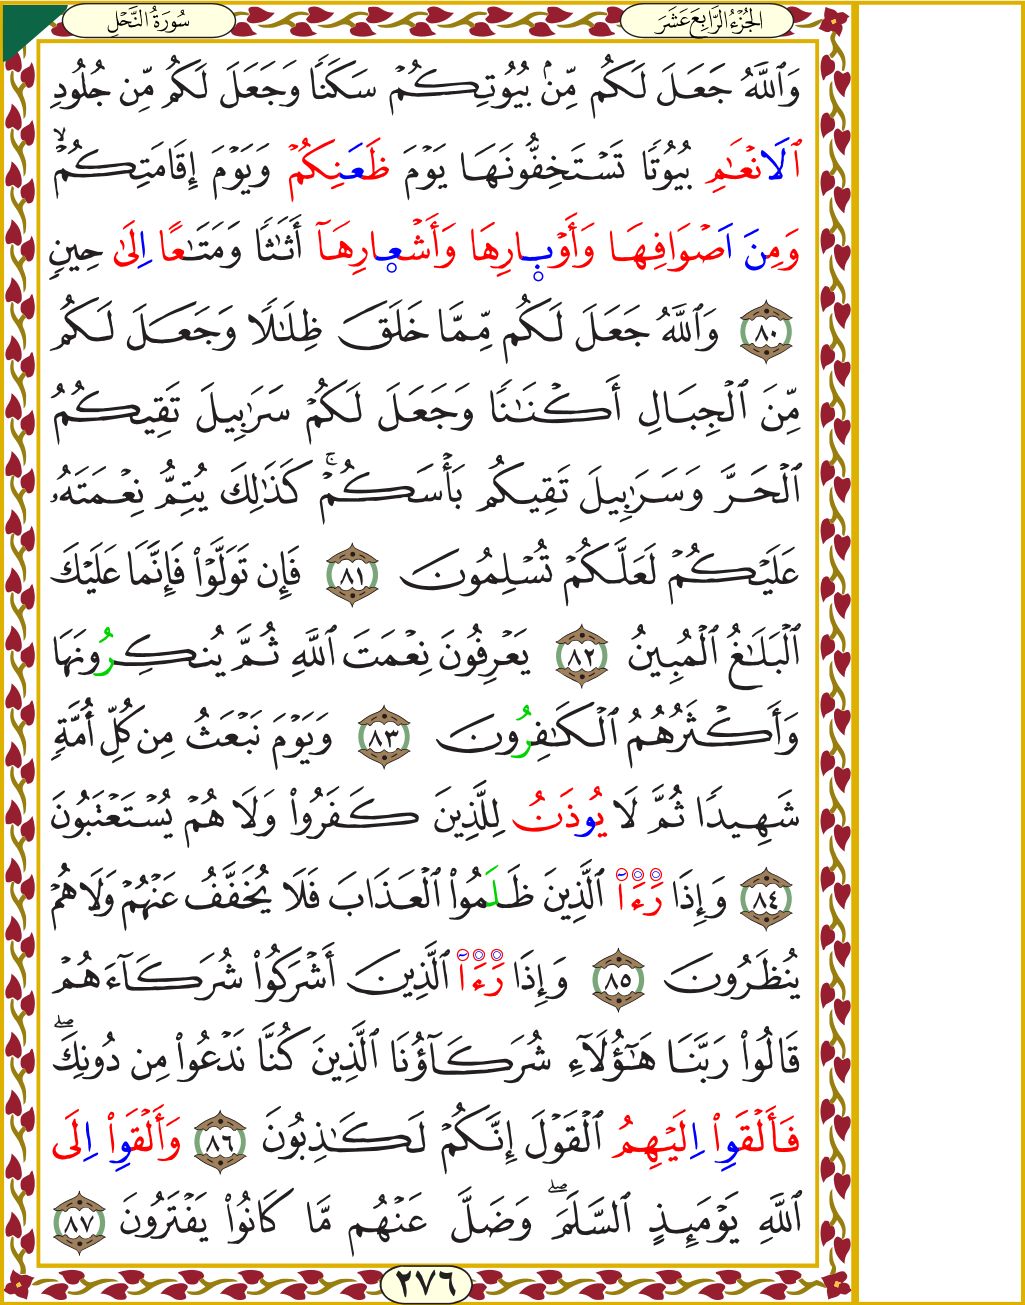 الجُزْءُ الرَّابِعَ عَشَرَ
سُورَةُ النَّحْلِ
وَٱللَّهُ جَعَلَ لَكُم مِّنۢ بُيُوتِكُمۡ سَكَنٗا وَجَعَلَ لَكُم مِّن جُلُودِ
ٱلَانۡعَٰمِ بُيُوتٗا تَسۡتَخِفُّونَهَا يَوۡمَ ظَعَنِكُمۡ وَيَوۡمَ إِقَامَتِكُمۡۙ
وَمِنَ اَصۡوَافِهَا وَأَوۡبِارِهَا وَأَشۡعِارِهَآ أَثَٰثٗا وَمَتَٰعًا اِلَىٰ حِينٖ
٨٠ وَٱللَّهُ جَعَلَ لَكُم مِّمَّا خَلَقَ ظِلَٰلٗا وَجَعَلَ لَكُم
مِّنَ ٱلۡجِبَالِ أَكۡنَٰنٗا وَجَعَلَ لَكُمۡ سَرَٰبِيلَ تَقِيكُمُ
ٱلۡحَرَّ وَسَرَٰبِيلَ تَقِيكُم بَأۡسَكُمۡۚ كَذَٰلِكَ يُتِمُّ نِعۡمَتَهُۥ
عَلَيۡكُمۡ لَعَلَّكُمۡ تُسۡلِمُونَ ٨١ فَإِن تَوَلَّوۡاْ فَإِنَّمَا عَلَيۡكَ
ٱلۡبَلَٰغُ ٱلۡمُبِينُ ٨٢ يَعۡرِفُونَ نِعۡمَتَ ٱللَّهِ ثُمَّ يُنكِرُونَهَا
وَأَكۡثَرُهُمُ ٱلۡكَٰفِرُونَ ٨٣ وَيَوۡمَ نَبۡعَثُ مِن كُلِّ أُمَّةٖ
شَهِيدٗا ثُمَّ لَا يُوذَنُ لِلَّذِينَ كَفَرُواْ وَلَا هُمۡ يُسۡتَعۡتَبُونَ
٨٤ وَإِذَا رَءَا ٱلَّذِينَ ظَلَمُواْ ٱلۡعَذَابَ فَلَا يُخَفَّفُ عَنۡهُمۡ وَلَا هُمۡ
يُنظَرُونَ ٨٥ وَإِذَا رَءَا ٱلَّذِينَ أَشۡرَكُواْ شُرَكَآءَهُمۡ
قَالُواْ رَبَّنَا هَٰٓؤُلَآءِ شُرَكَآؤُنَا ٱلَّذِينَ كُنَّا نَدۡعُواْ مِن دُونِكَۖ
فَأَلۡقَوِاْ اِلَيۡهِمُ ٱلۡقَوۡلَ إِنَّكُمۡ لَكَٰذِبُونَ ٨٦ وَأَلۡقَوِاْ اِلَى
ٱللَّهِ يَوۡمَئِذٍ ٱلسَّلَمَۖ وَضَلَّ عَنۡهُم مَّا كَانُواْ يَفۡتَرُونَ ٨٧
٢٧٦